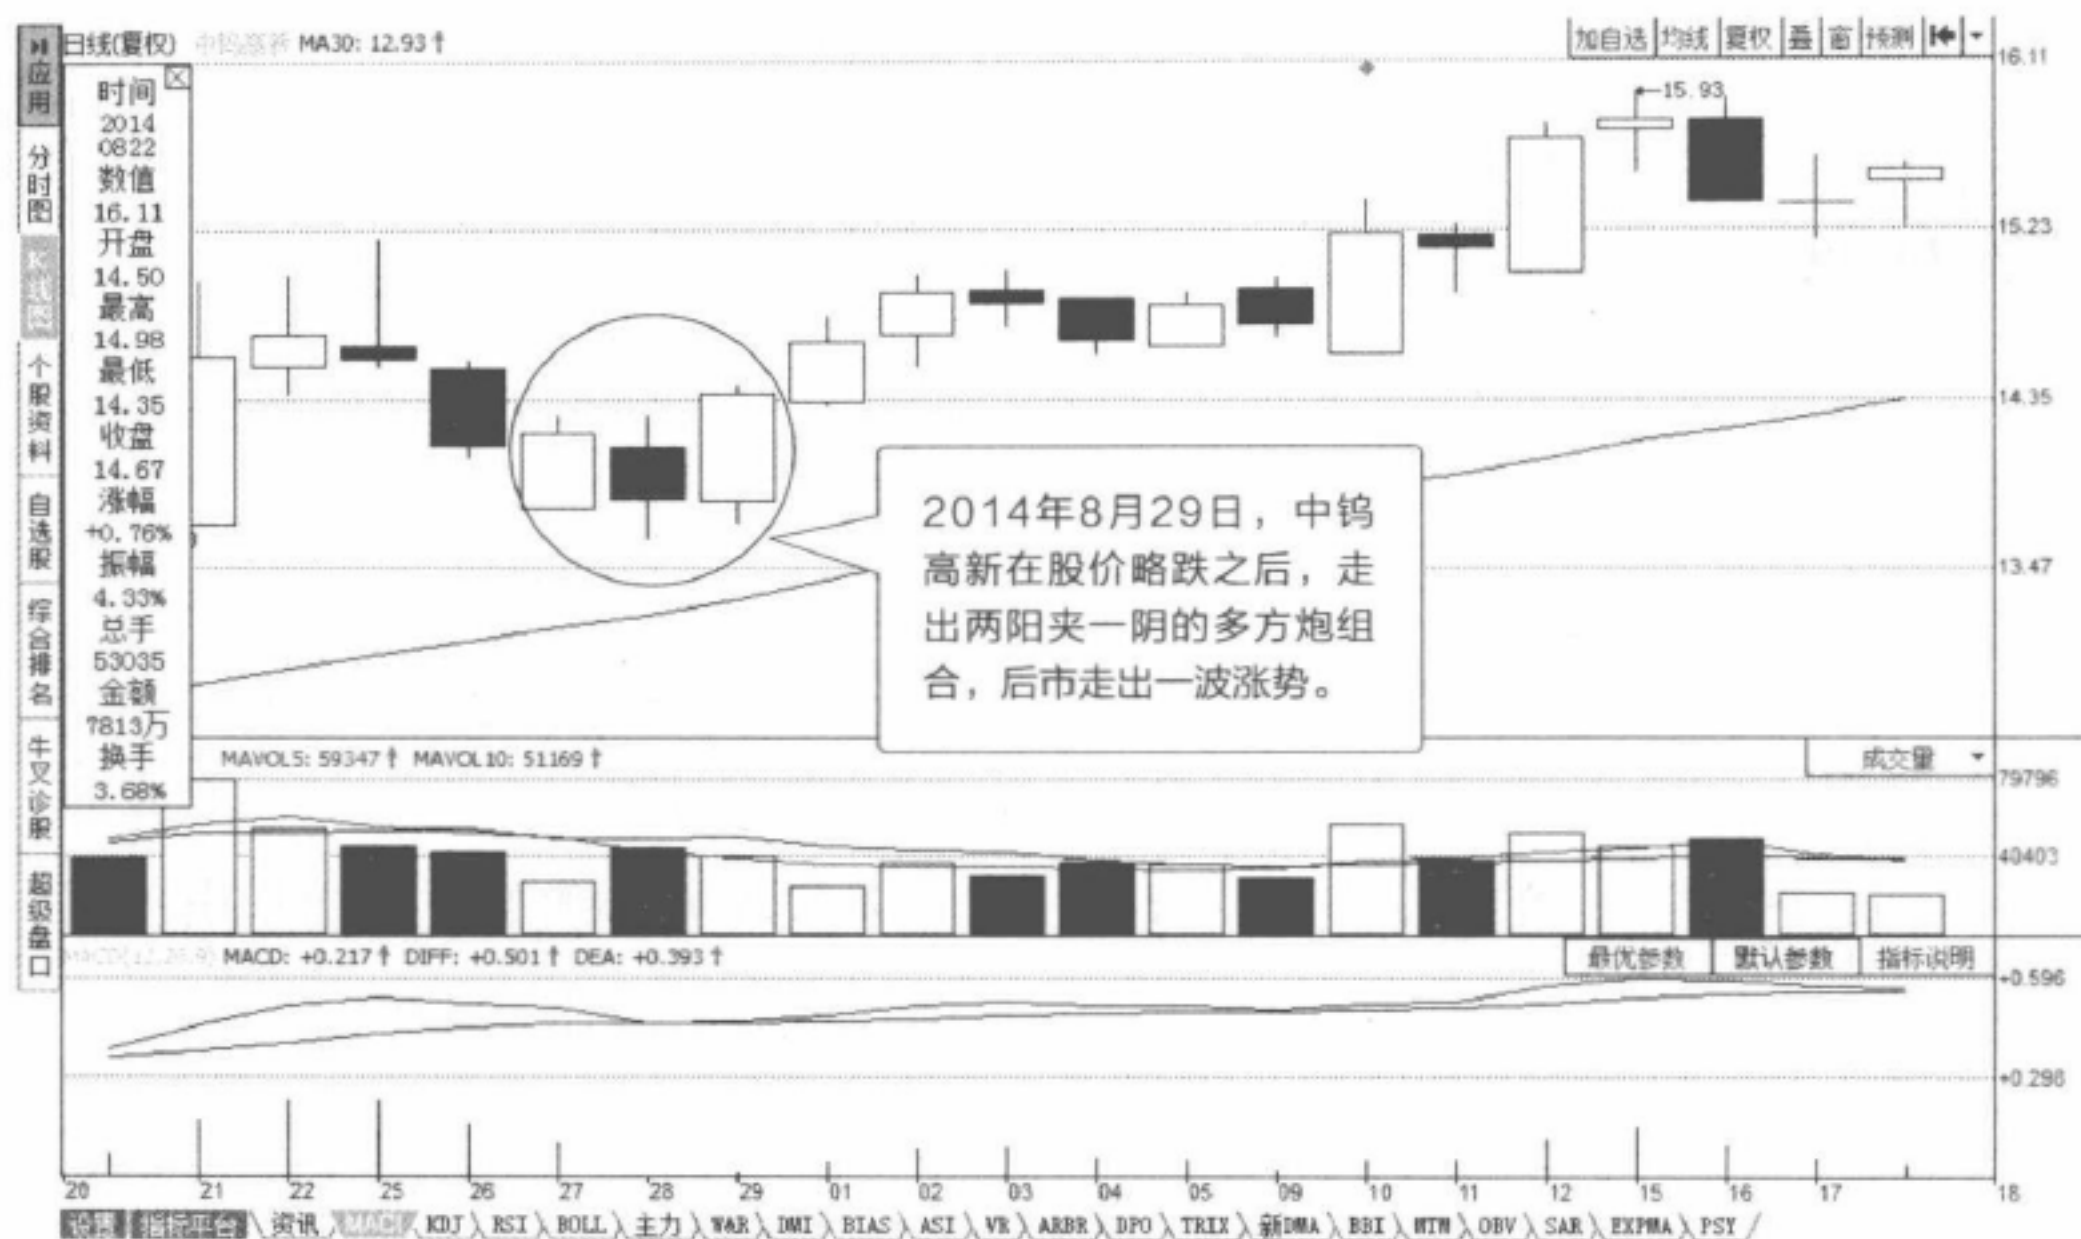 日线(复权) MA30: 12.93↑
加自选 均线 复权 叠 窗 预测
应用
分时图
个股资料
自选股
综合排名
牛叉诊股
超级盘口
时间
2014
0822
数值
16.11
开盘
14.50
最高
14.98
最低
14.35
收盘
14.67
涨幅
+0.76%
振幅
4.33%
总手
53035
金额
7813万
换手
3.68%
16.11
15.23
14.35
13.47
15.93
2014年8月29日，中钨
高新在股价略跌之后，走
出两阳夹一阴的多方炮组
合，后市走出一波涨势。
MAVOL5: 59347↑ MAVOL10: 51169↑
成交量
79796
40403
MACD: +0.217↑ DIFF: +0.501↑ DEA: +0.393↑
最优参数 默认参数 指标说明
+0.596
+0.298
20 21 22 25 26 27 28 29 01 02 03 04 05 09 10 11 12 15 16 17 18
设置 指标平台 资讯 MACD KDJ RSI BOLL 主力 WAR DMI BIAS ASI VR ARBR DPO TRIX 新DMA BBI MTM OBV SAR EXPMA PSY